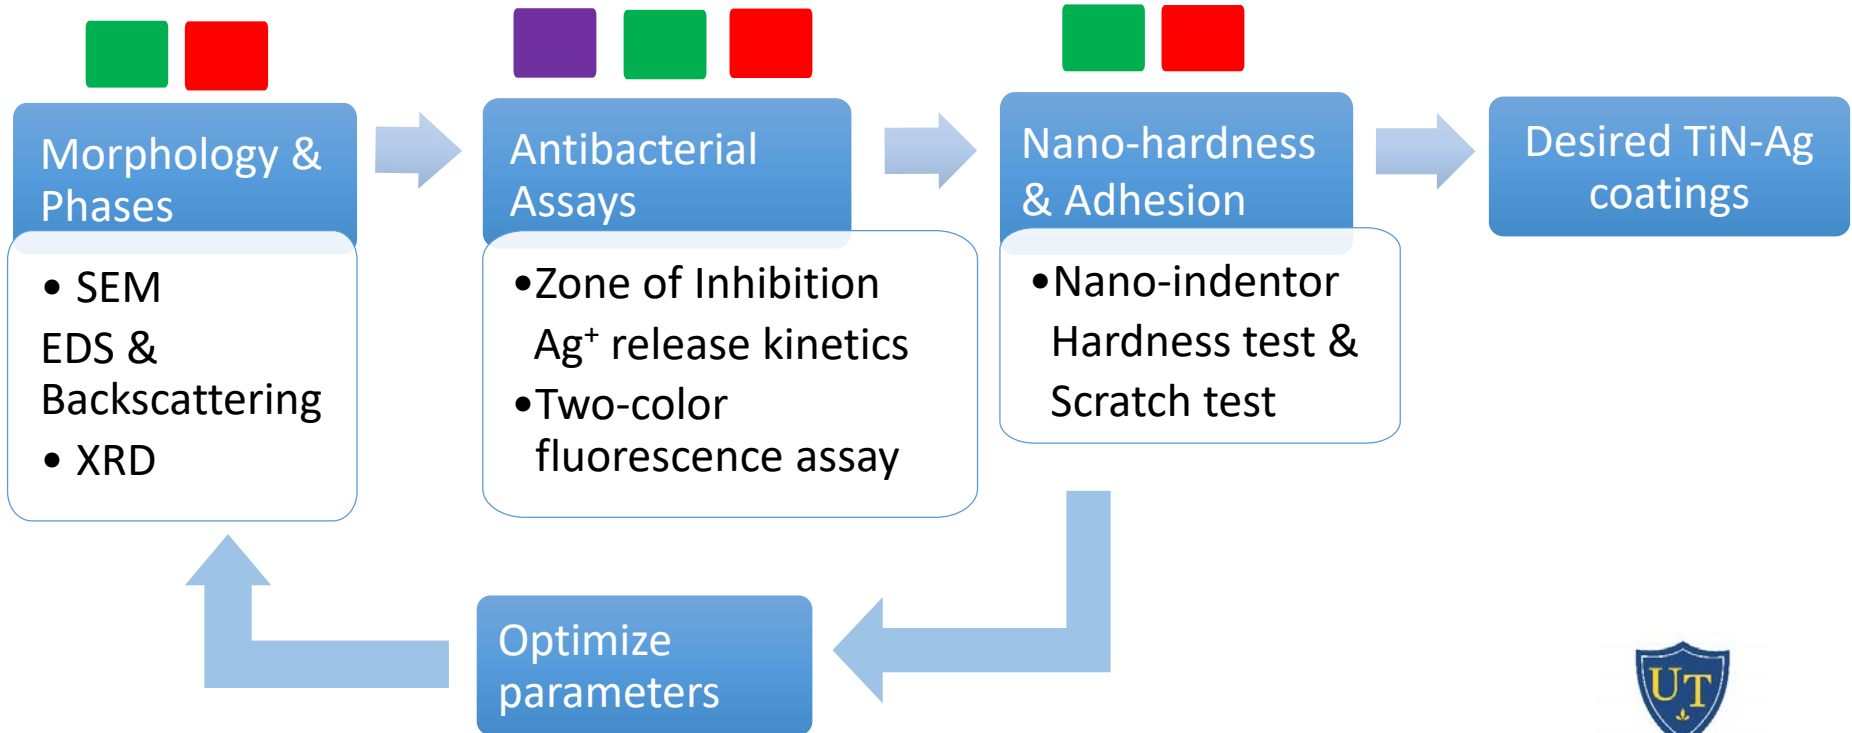 Morphology &
Phases
• SEM
EDS &
Backscattering
• XRD
Antibacterial
Assays
•Zone of Inhibition
Ag⁺ release kinetics
•Two-color
fluorescence assay
Nano-hardness
& Adhesion
•Nano-indentor
Hardness test &
Scratch test
Desired TiN-Ag
coatings
Optimize
parameters
UT